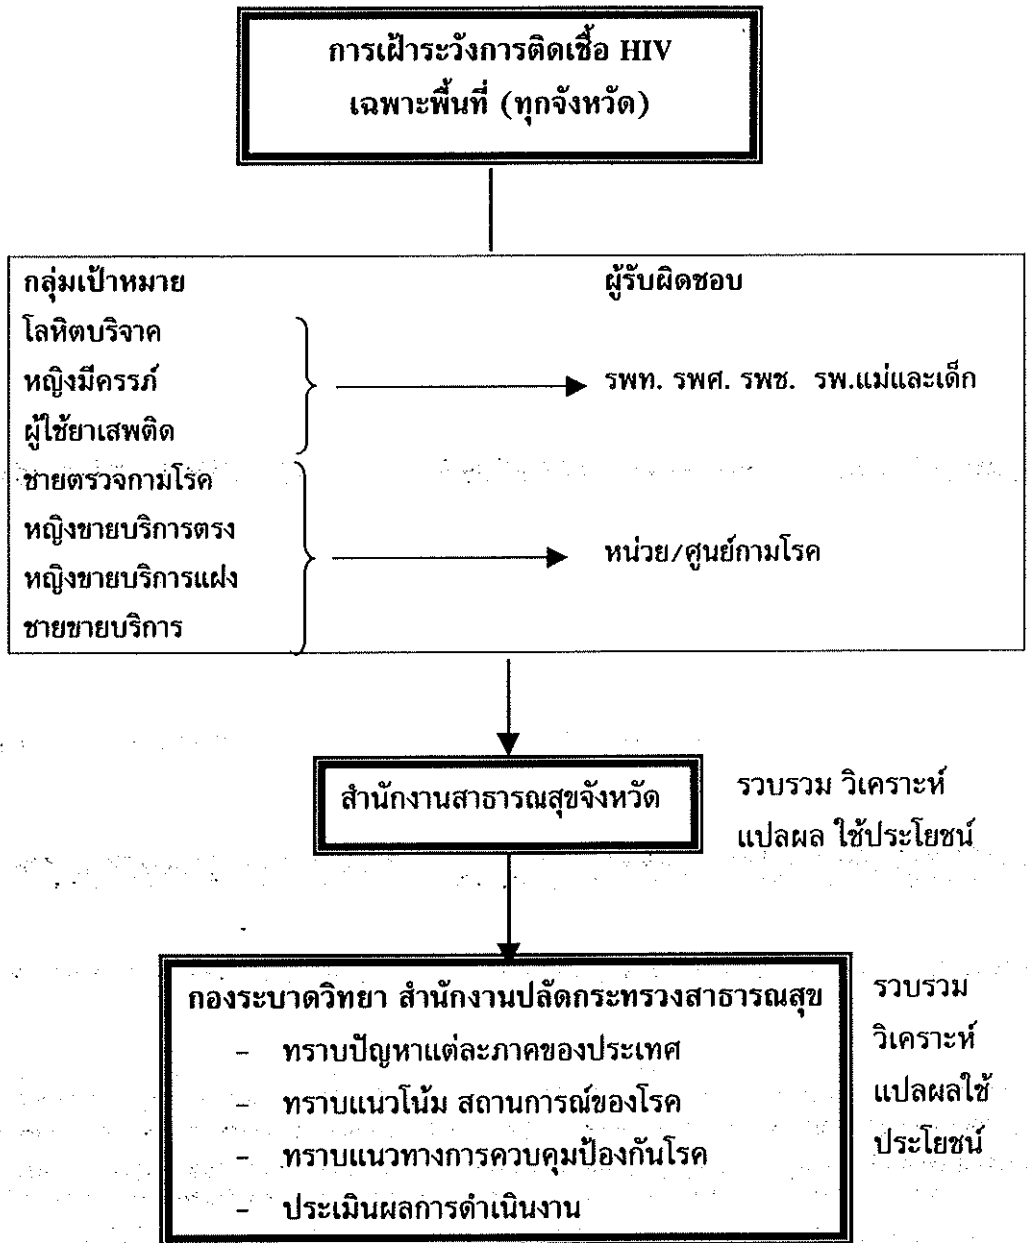 การเฝ้าระวังการติดเชื้อ HIV
เฉพาะพื้นที่ (ทุกจังหวัด)
กลุ่มเป้าหมาย ผู้รับผิดชอบ
โลหิตบริจาค
หญิงมีครรภ์ รพท. รพศ. รพช. รพ.แม่และเด็ก
ผู้ใช้ยาเสพติด
ชายตรวจกามโรค
หญิงขายบริการตรง
หน่วย/ศูนย์กามโรค
หญิงขายบริการแฝง
ชายขายบริการ
สำนักงานสาธารณสุขจังหวัด
รวบรวม วิเคราะห์
แปลผล ใช้ประโยชน์
กองระบาดวิทยา สำนักงานปลัดกระทรวงสาธารณสุข
- ทราบปัญหาแต่ละภาคของประเทศ
- ทราบแนวโน้ม สถานการณ์ของโรค
- ทราบแนวทางการควบคุมป้องกันโรค
- ประเมินผลการดำเนินงาน
รวบรวม
วิเคราะห์
แปลผลใช้
ประโยชน์